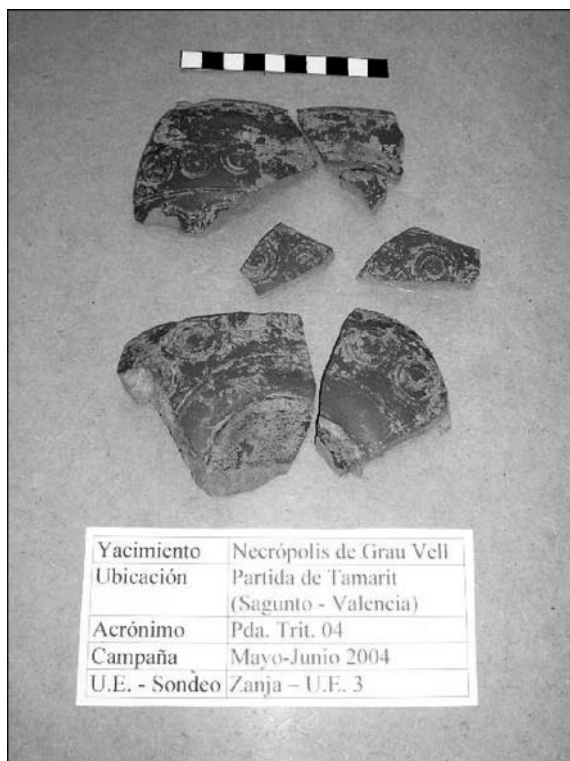 Yacimiento Necrópolis de Grau Vell
Ubicación Partida de Tamarit
(Sagunto - Valencia)
Acrónimo Pda. Trit. 04
Campaña Mayo-Junio 2004
U.E. - Sondeo Zanja – U.E. 3